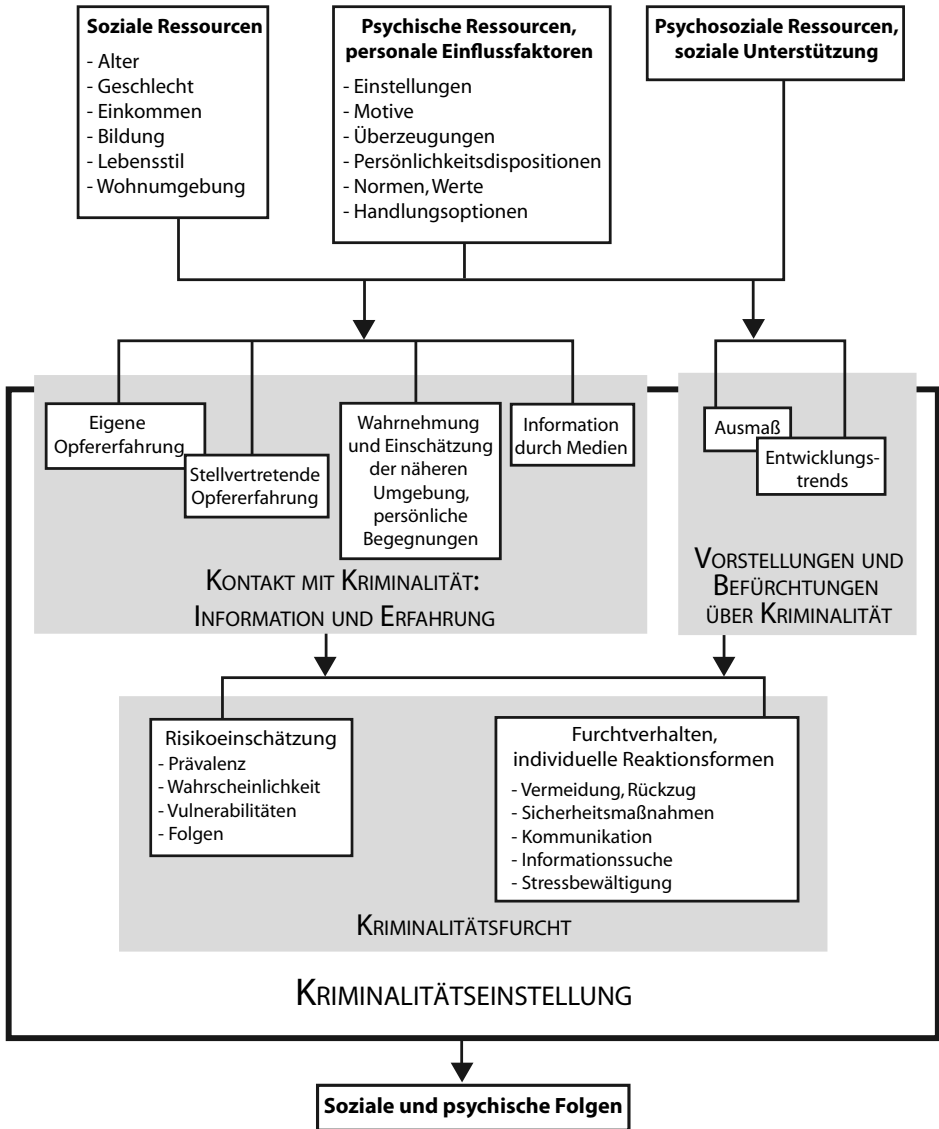 Soziale Ressourcen
- Alter
- Geschlecht
- Einkommen
- Bildung
- Lebensstil
- Wohnumgebung
Psychische Ressourcen,
personale Einflussfaktoren
- Einstellungen
- Motive
- Überzeugungen
- Persönlichkeitsdispositionen
- Normen, Werte
- Handlungsoptionen
Psychosoziale Ressourcen,
soziale Unterstützung
Eigene
Opfererfahrung
Stellvertretende
Opfererfahrung
Wahrnehmung
und Einschätzung
der näheren
Umgebung,
persönliche
Begegnungen
Information
durch Medien
KONTAKT MIT KRIMINALITÄT:
INFORMATION UND ERFAHRUNG
Ausmaß
Entwicklungs-
trends
VORSTELLUNGEN UND
BEFÜRCHTUNGEN
ÜBER KRIMINALITÄT
Risikoeinschätzung
- Prävalenz
- Wahrscheinlichkeit
- Vulnerabilitäten
- Folgen
Furchtverhalten,
individuelle Reaktionsformen
- Vermeidung, Rückzug
- Sicherheitsmaßnahmen
- Kommunikation
- Informationssuche
- Stressbewältigung
KRIMINALITÄTSFURCHT
KRIMINALITÄTSEINSTELLUNG
Soziale und psychische Folgen